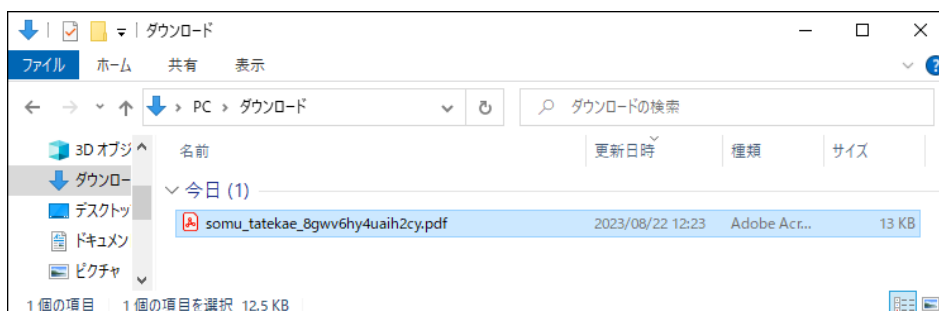 ダウンロード
ファイル ホーム 共有 表示
PC › ダウンロード ダウンロードの検索
名前 更新日時 種類 サイズ
3D オブジ
ダウンロー
デスクトッ
ドキュメン
ピクチャ
今日 (1)
somu_tatekae_8gwv6hy4uaih2cy.pdf 2023/08/22 12:23 Adobe Acr... 13 KB
1 個の項目 1 個の項目を選択 12.5 KB